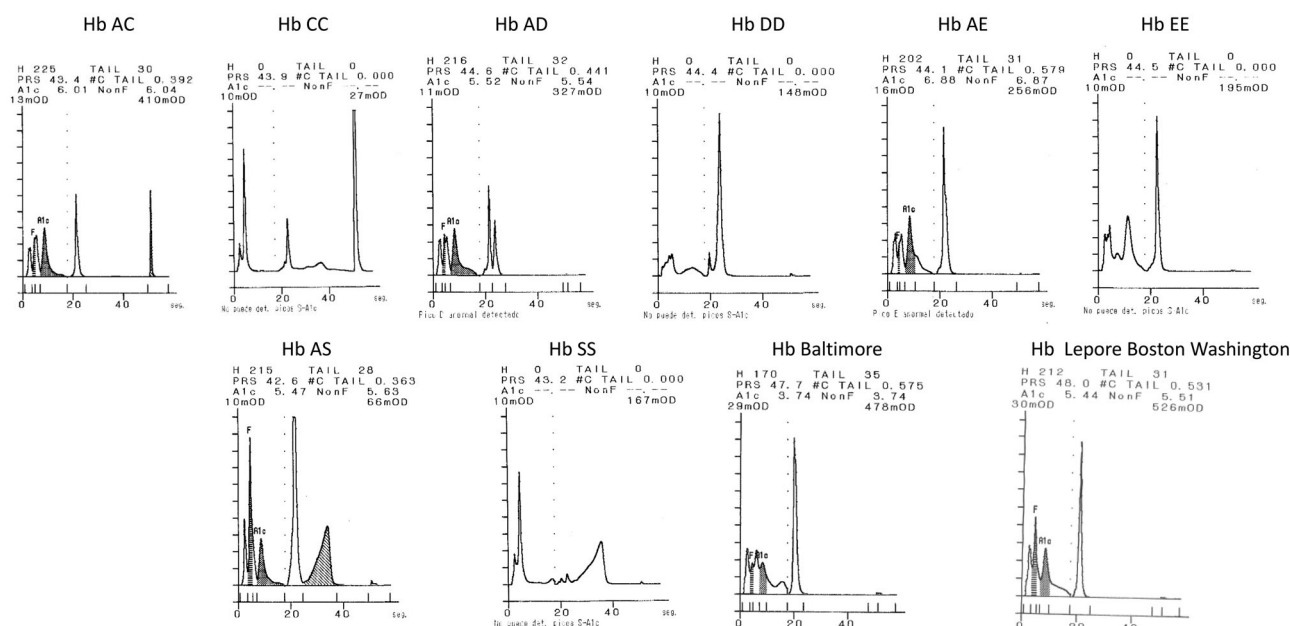 Hb AC
H 225 TAIL 30
PRS 43.4 #C TAIL 0.392
A1c 6.01 NonF 6.04
13mOD 410mOD
F
A1c
0 20 40 seg.
Hb CC
H 0 TAIL 0
PRS 43.9 #C TAIL 0.000
A1c --.-- NonF --.--
10mOD 27mOD
0 20 40 seg.
No puede det. picos S-A1c
Hb AD
H 216 TAIL 32
PRS 44.6 #C TAIL 0.441
A1c 5.52 NonF 5.54
11mOD 327mOD
F
A1c
0 20 40 seg.
Pico D anormal detectado
Hb DD
H 0 TAIL 0
PRS 44.4 #C TAIL 0.000
A1c --.-- NonF --.--
10mOD 148mOD
0 20 40 seg.
No puede det. picos S-A1c
Hb AE
H 202 TAIL 31
PRS 44.1 #C TAIL 0.579
A1c 6.88 NonF 6.87
16mOD 256mOD
F
A1c
0 20 40 seg.
Pico E anormal detectado
Hb EE
H 0 TAIL 0
PRS 44.5 #C TAIL 0.000
A1c --.-- NonF --.--
10mOD 195mOD
0 20 40 seg.
No puede det. picos S-A1c
Hb AS
H 215 TAIL 28
PRS 42.6 #C TAIL 0.363
A1c 5.47 NonF 5.63
10mOD 66mOD
F
A1c
0 20 40 seg.
Hb SS
H 0 TAIL 0
PRS 43.2 #C TAIL 0.000
A1c --.-- NonF --.--
10mOD 167mOD
0 20 40 seg.
No puede det. picos S-A1c
Hb Baltimore
H 170 TAIL 35
PRS 47.7 #C TAIL 0.575
A1c 3.74 NonF 3.74
29mOD 478mOD
F A1c
0 20 40 seg.
Hb Lepore Boston Washington
H 212 TAIL 31
PRS 48.0 #C TAIL 0.531
A1c 5.44 NonF 5.51
30mOD 526mOD
F
A1c
0 20 40 seg.